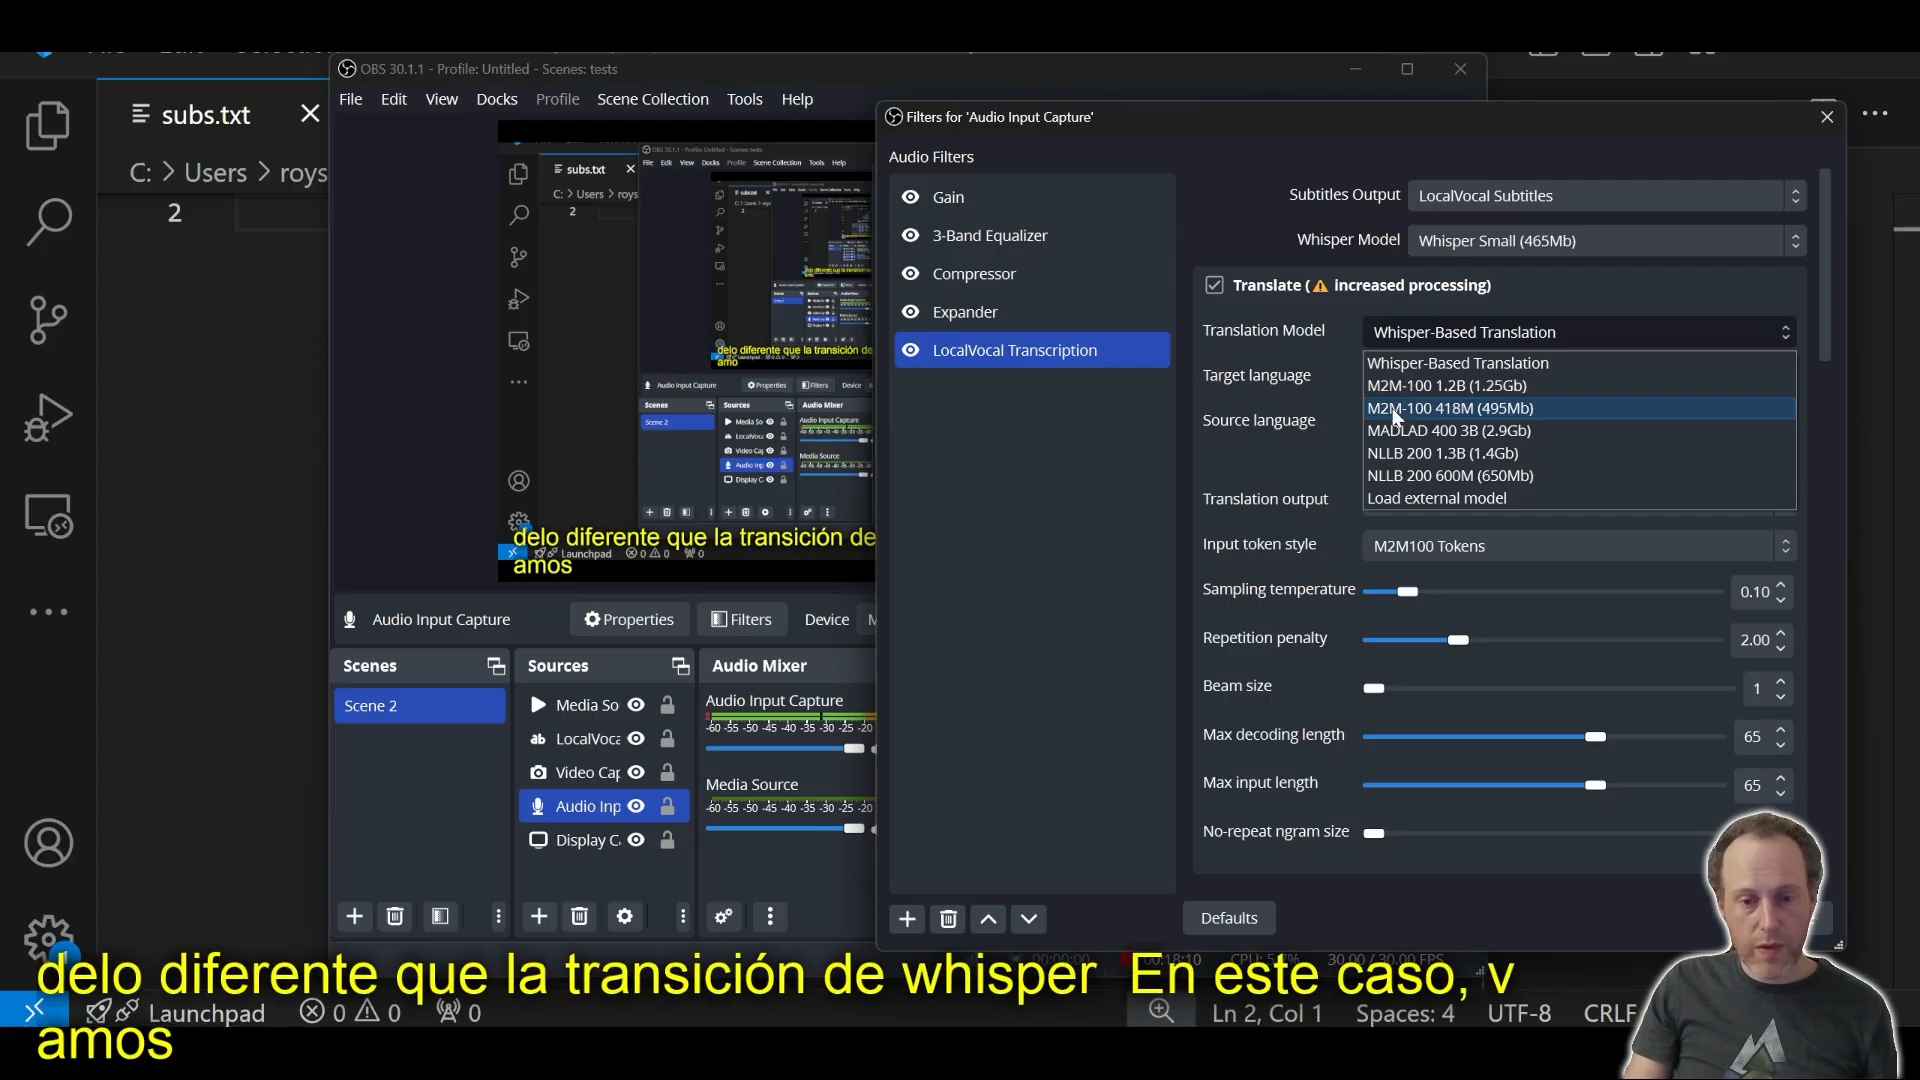 subs.txt
C: > Users > roys
2
OBS 30.1.1 - Profile: Untitled - Scenes: tests
File Edit View Docks Profile Scene Collection Tools Help
subs.txt
C: > Users > roys
2
delo diferente que la transición de
amos
Launchpad 0 0 0
Audio Input Capture Properties Filters Device
Scenes
Scene 2
Sources
Media So
LocalVoca
Video Cap
Audio Inp
Display C
Audio Mixer
Audio Input Capture
-60 -55 -50 -45 -40 -35 -30 -25 -20
Media Source
-60 -55 -50 -45 -40 -35 -30 -25 -20
Filters for 'Audio Input Capture'
Audio Filters
Gain
3-Band Equalizer
Compressor
Expander
LocalVocal Transcription
Subtitles Output LocalVocal Subtitles
Whisper Model Whisper Small (465Mb)
Translate (⚠ increased processing)
Translation Model Whisper-Based Translation
Whisper-Based Translation
M2M-100 1.2B (1.25Gb)
M2M-100 418M (495Mb)
MADLAD 400 3B (2.9Gb)
NLLB 200 1.3B (1.4Gb)
NLLB 200 600M (650Mb)
Load external model
Target language
Source language
Translation output
Input token style M2M100 Tokens
Sampling temperature 0.10
Repetition penalty 2.00
Beam size 1
Max decoding length 65
Max input length 65
No-repeat ngram size
Defaults
delo diferente que la transición de whisper En este caso, v
amos
Launchpad 0 0 0
Ln 2, Col 1 Spaces: 4 UTF-8 CRLF